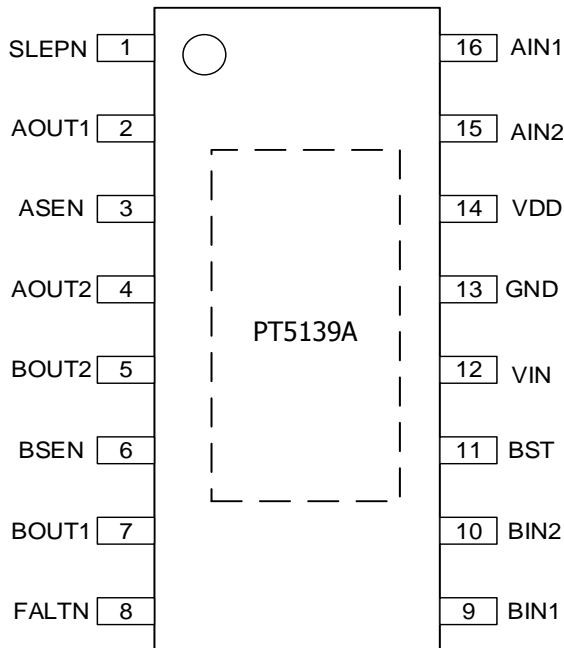 SLEPN 1 16 AIN1
AOUT1 2 15 AIN2
ASEN 3 14 VDD
AOUT2 4 13 GND
PT5139A
BOUT2 5 12 VIN
BSEN 6 11 BST
BOUT1 7 10 BIN2
FALTN 8 9 BIN1